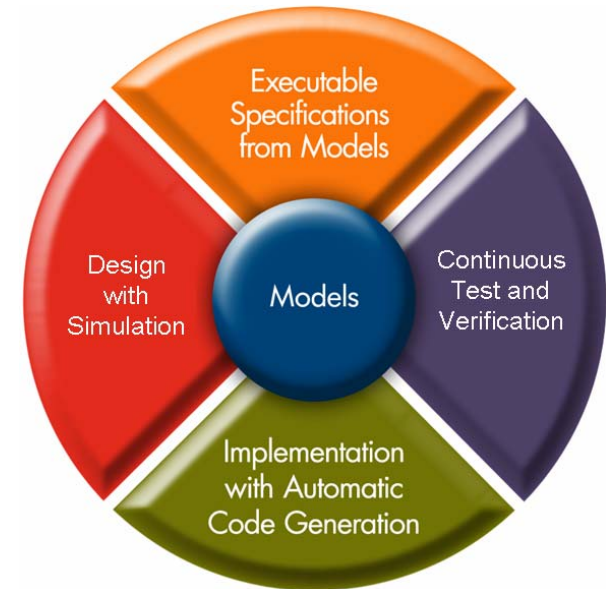 Executable
Specifications
from Models
Design
with
Simulation
Models
Continuous
Test and
Verification
Implementation
with Automatic
Code Generation